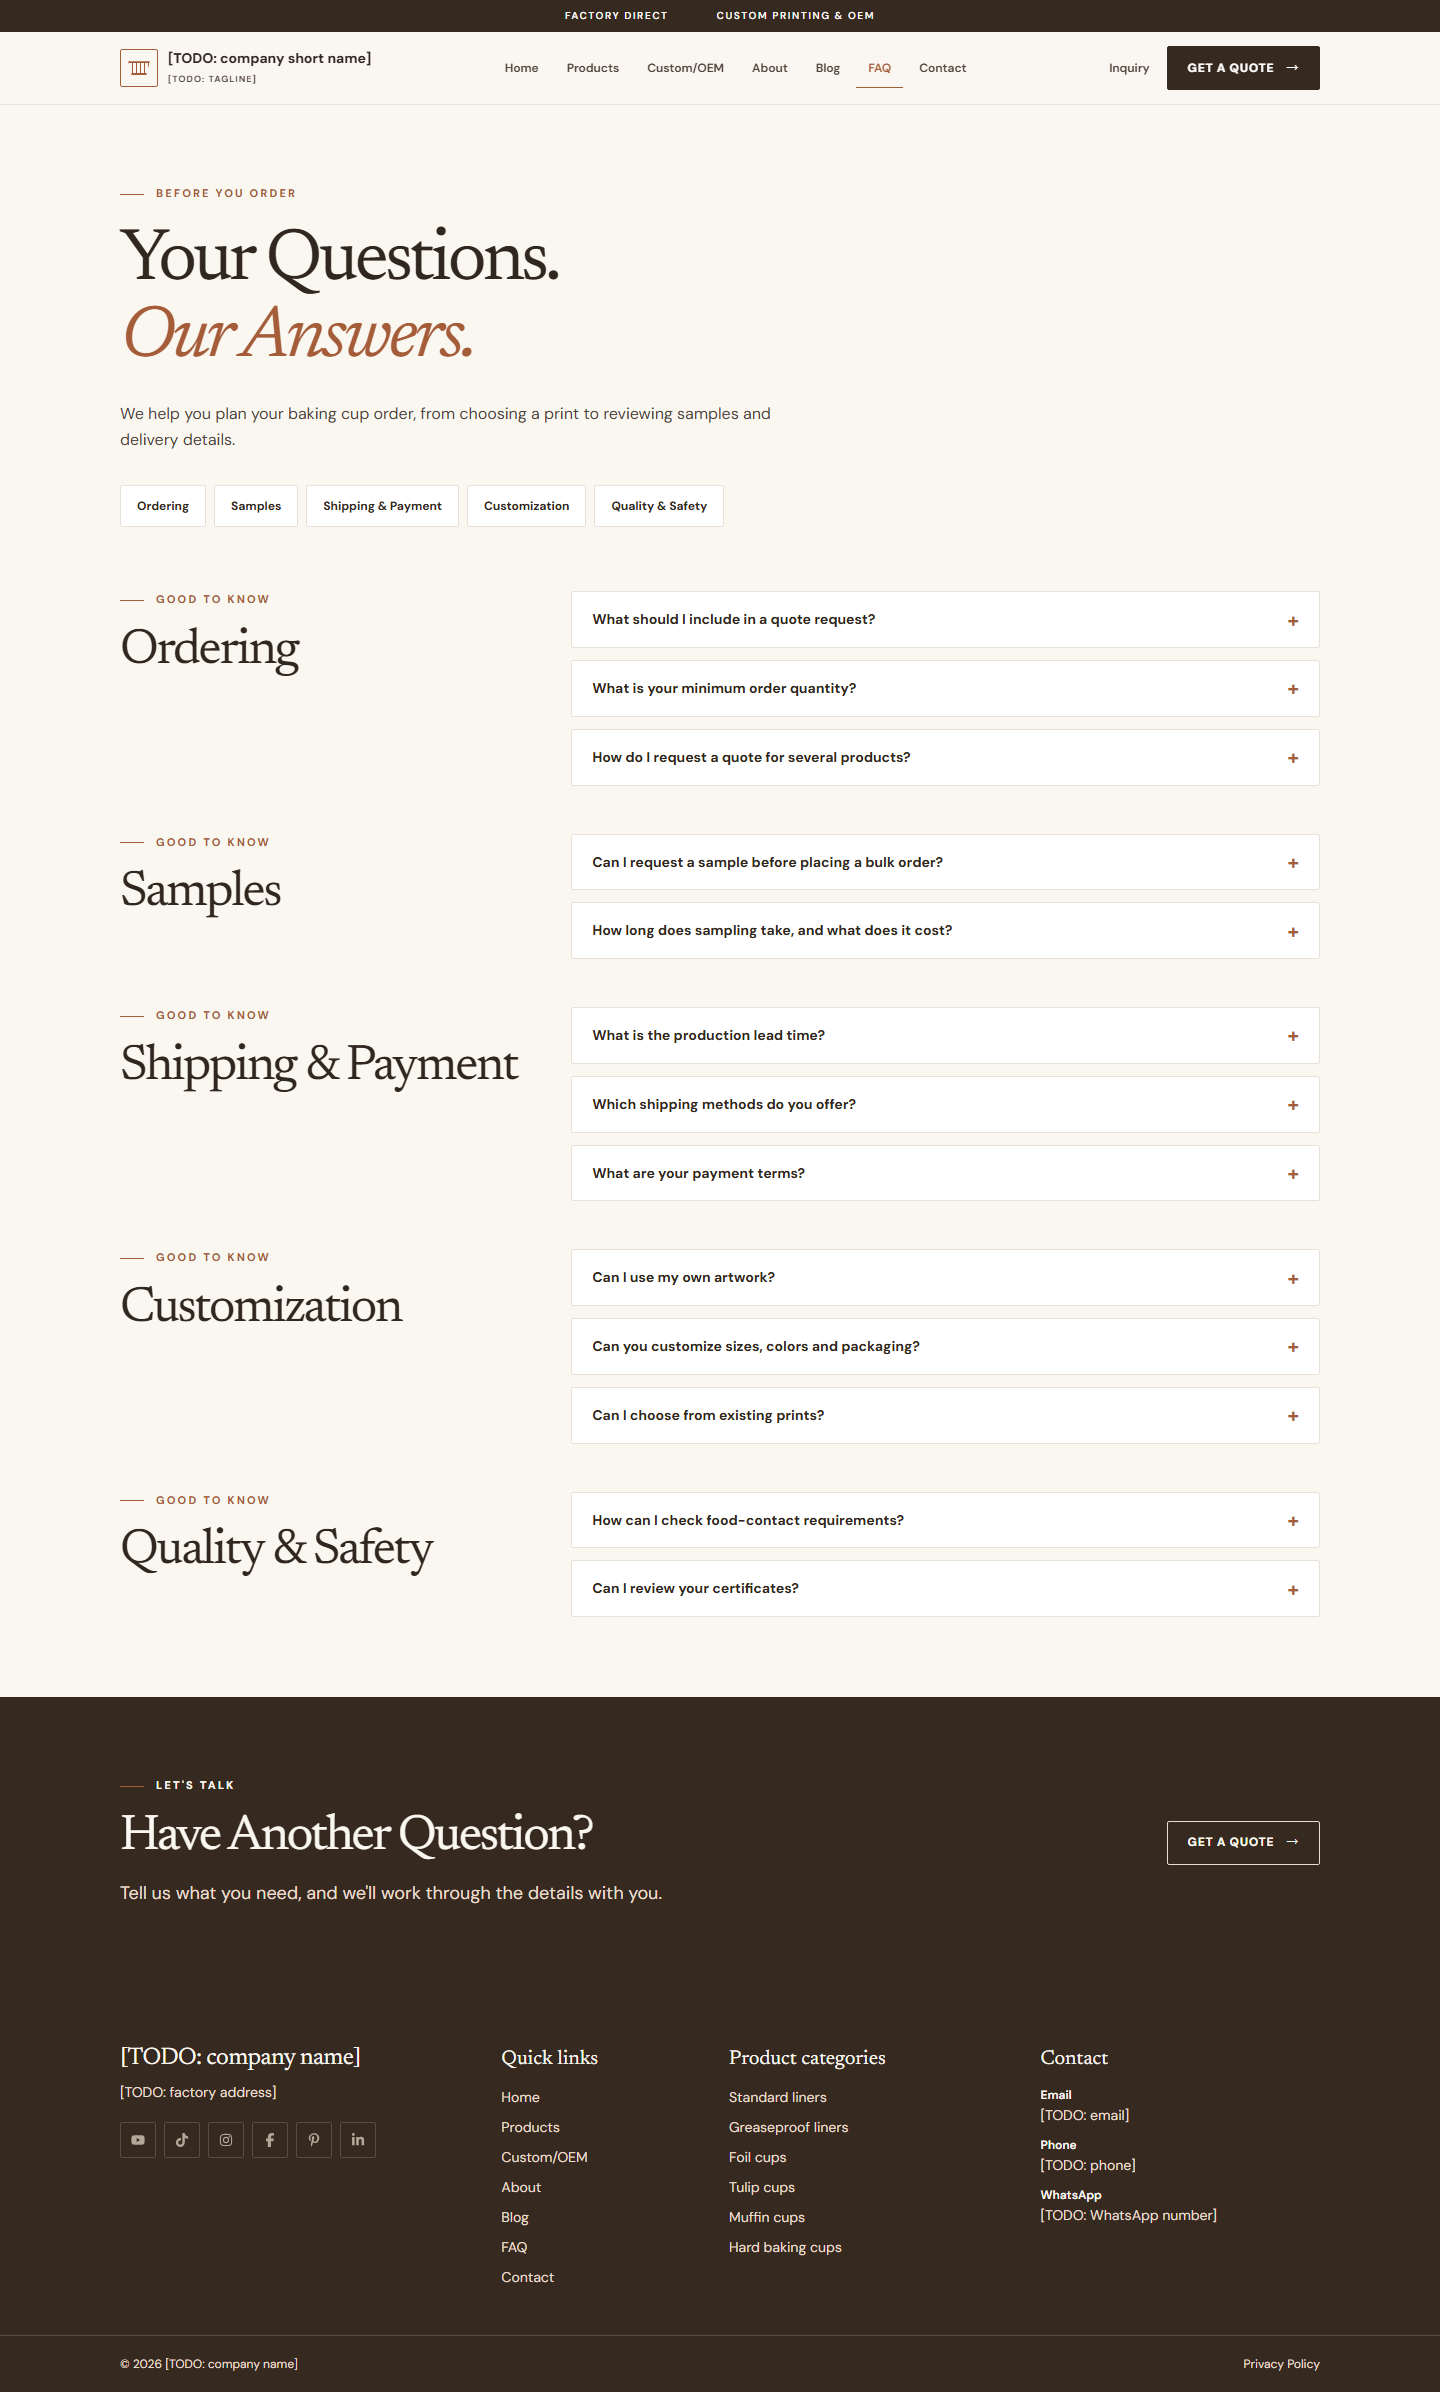 FACTORY DIRECT CUSTOM PRINTING & OEM
[TODO: company short name]
[TODO: TAGLINE]
Home Products Custom/OEM About Blog FAQ Contact
Inquiry GET A QUOTE →
BEFORE YOU ORDER
Your Questions.
Our Answers.
We help you plan your baking cup order, from choosing a print to reviewing samples and
delivery details.
Ordering Samples Shipping & Payment Customization Quality & Safety
GOOD TO KNOW
Ordering
What should I include in a quote request? +
What is your minimum order quantity? +
How do I request a quote for several products? +
GOOD TO KNOW
Samples
Can I request a sample before placing a bulk order? +
How long does sampling take, and what does it cost? +
GOOD TO KNOW
Shipping & Payment
What is the production lead time? +
Which shipping methods do you offer? +
What are your payment terms? +
GOOD TO KNOW
Customization
Can I use my own artwork? +
Can you customize sizes, colors and packaging? +
Can I choose from existing prints? +
GOOD TO KNOW
Quality & Safety
How can I check food-contact requirements? +
Can I review your certificates? +
LET'S TALK
Have Another Question?
Tell us what you need, and we'll work through the details with you.
GET A QUOTE →
[TODO: company name]
[TODO: factory address]
Quick links
Home
Products
Custom/OEM
About
Blog
FAQ
Contact
Product categories
Standard liners
Greaseproof liners
Foil cups
Tulip cups
Muffin cups
Hard baking cups
Contact
Email
[TODO: email]
Phone
[TODO: phone]
WhatsApp
[TODO: WhatsApp number]
© 2026 [TODO: company name]
Privacy Policy